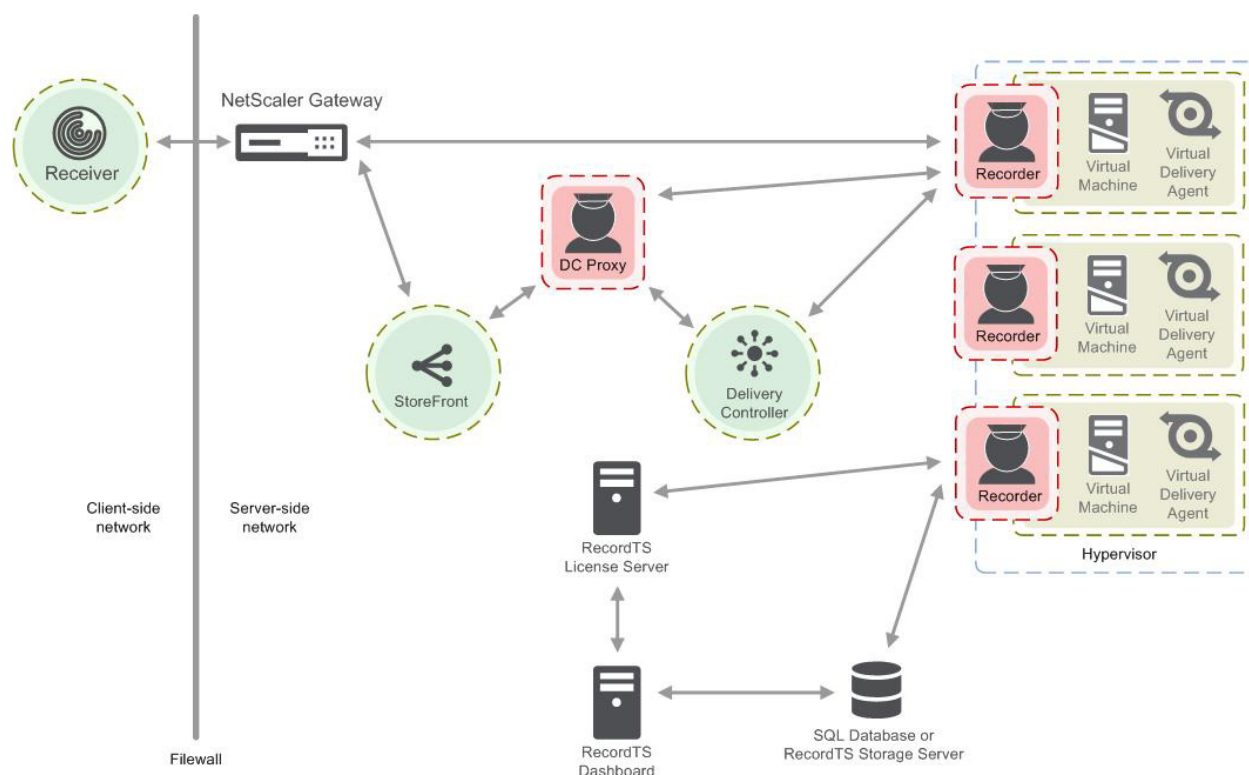 NetScaler Gateway
Receiver
DC Proxy
StoreFront
Delivery
Controller
Recorder
Virtual
Machine
Virtual
Delivery
Agent
Recorder
Virtual
Machine
Virtual
Delivery
Agent
Recorder
Virtual
Machine
Virtual
Delivery
Agent
Hypervisor
Client-side
network
Server-side
network
RecordTS
License Server
RecordTS
Dashboard
SQL Database or
RecordTS Storage Server
Firewall